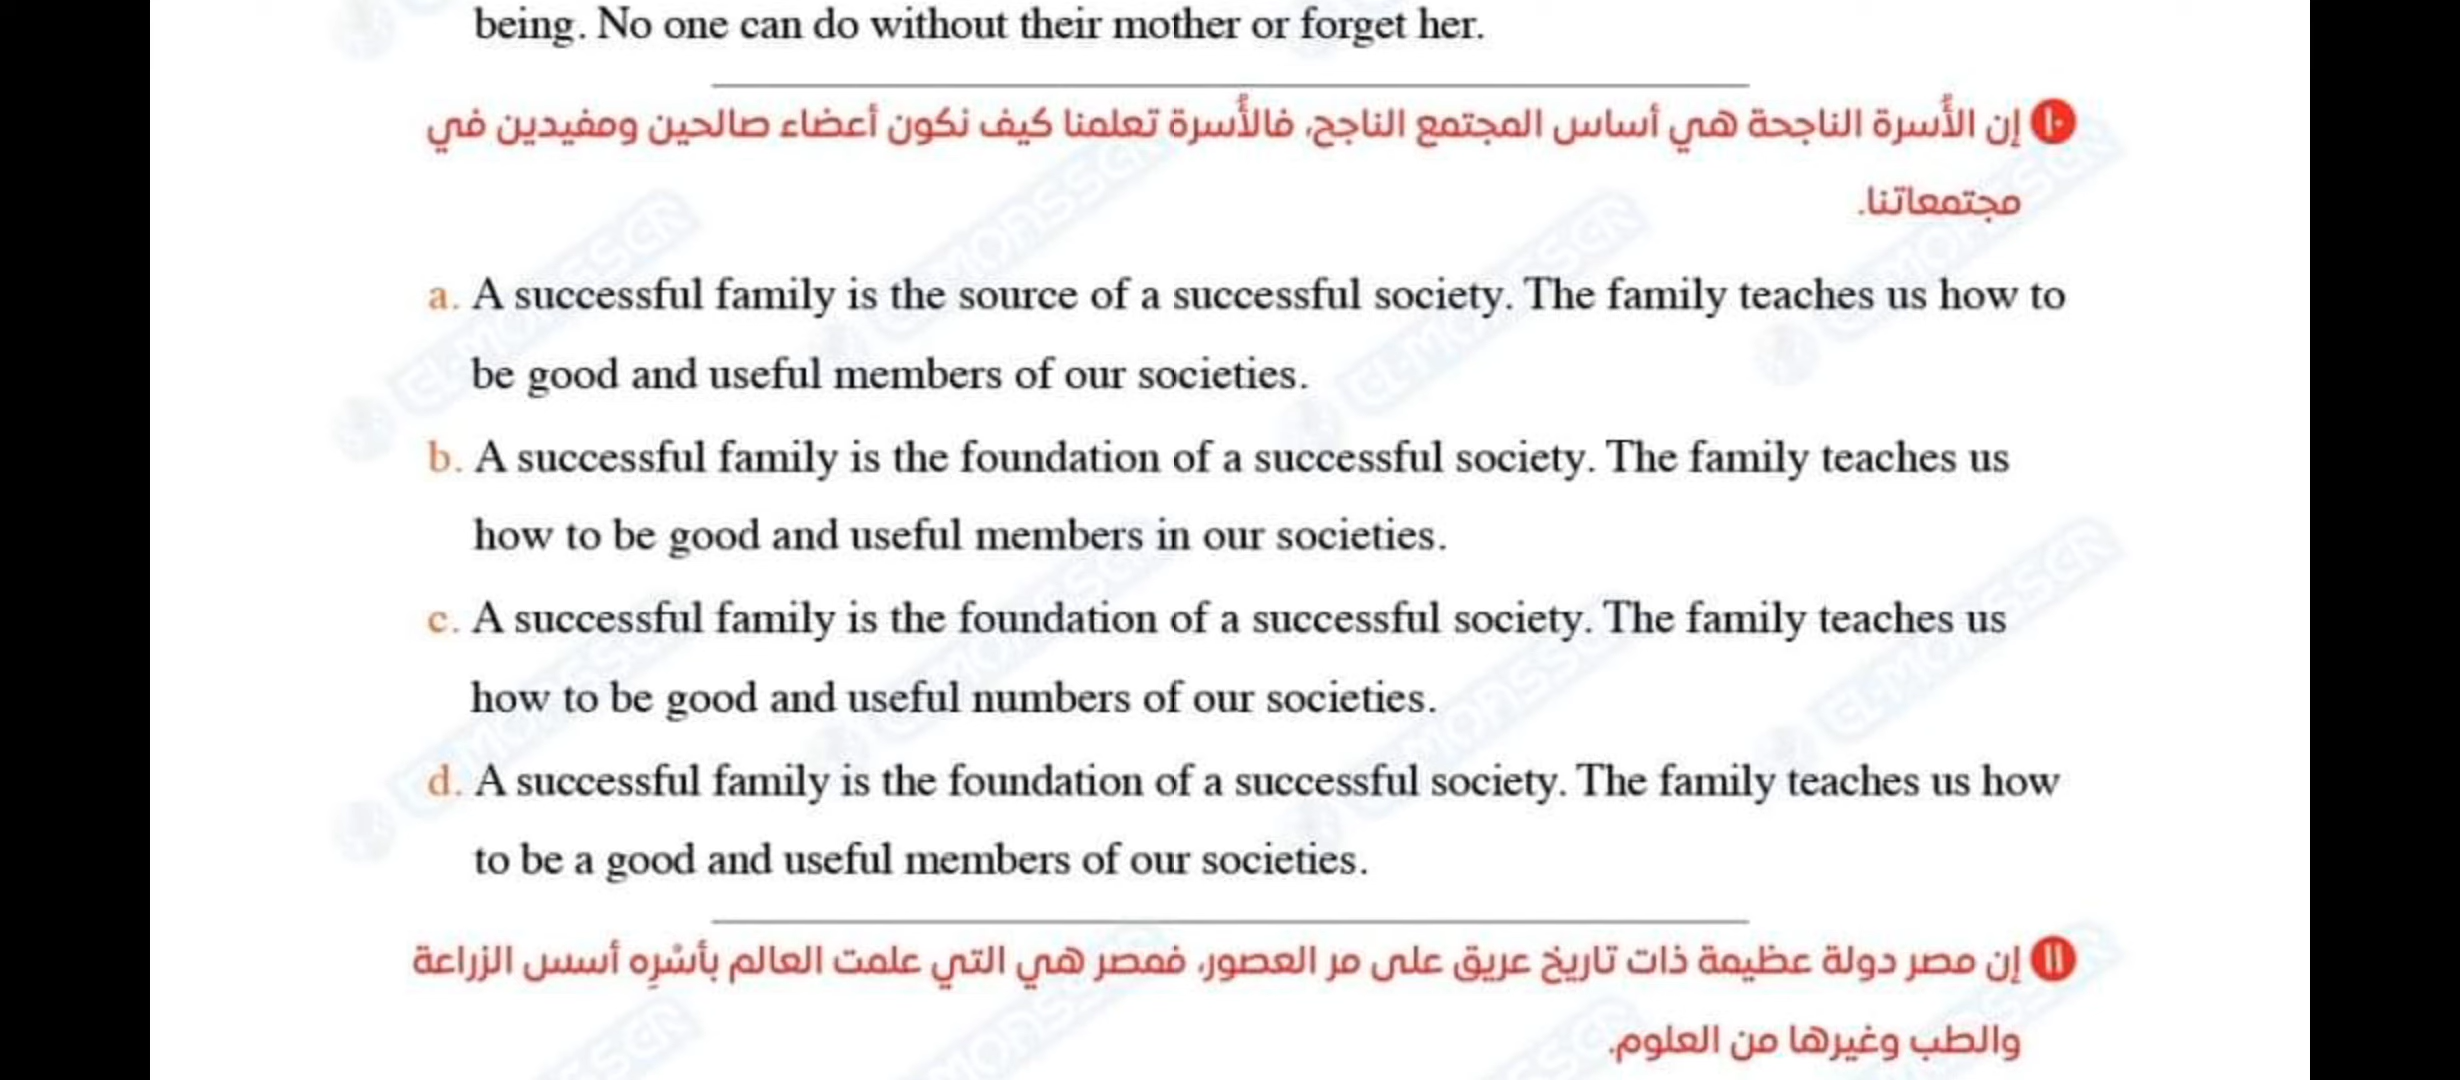 being. No one can do without their mother or forget her.
١٠ إن الأُسرة الناجحة هي أساس المجتمع الناجح، فالأُسرة تعلمنا كيف نكون أعضاء صالحين ومفيدين في
مجتمعاتنا.
a. A successful family is the source of a successful society. The family teaches us how to
be good and useful members of our societies.
b. A successful family is the foundation of a successful society. The family teaches us
how to be good and useful members in our societies.
c. A successful family is the foundation of a successful society. The family teaches us
how to be good and useful numbers of our societies.
d. A successful family is the foundation of a successful society. The family teaches us how
to be a good and useful members of our societies.
١١ إن مصر دولة عظيمة ذات تاريخ عريق على مر العصور، فمصر هي التي علمت العالم بأسْرِه أسس الزراعة
والطب وغيرها من العلوم.